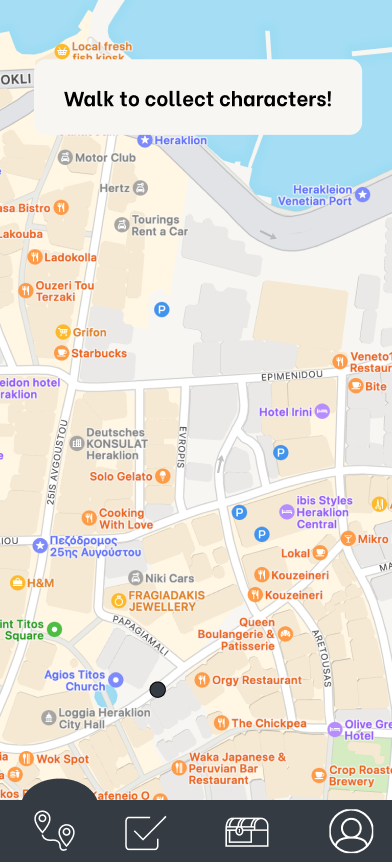 Local fresh
fish kiosk
OKLI
Walk to collect characters!
Heraklion
Motor Club
Hertz
Herakleion
Venetian Port
asa Bistro
Tourings
Rent a Car
Lakouba
Ladokolla
Ouzeri Tou
Terzaki
Grifon
Starbucks
Veneto
Restaur
EPIMENIDOU
Bite
eidon hotel
raklion
Hotel Irini
25IS AVGOUSTOU
Deutsches
KONSULAT
Heraklion
EVROPIS
Solo Gelato
ibis Styles
Heraklion
Central
Cooking
With Love
IOU
Πεζόδρομος
25ης Αυγούστου
Mikro
Lokal
H&M
Niki Cars
Kouzeineri
MA
FRAGIADAKIS
JEWELLERY
Kouzeineri
int Titos
Square
PAPAGIAMALI
Queen
Boulangerie &
Patisserie
ARETOUSAS
Agios Titos
Church
Orgy Restaurant
Loggia Heraklion
City Hall
The Chickpea
Olive Gre
Hotel
Wok Spot
Waka Japanese &
Peruvian Bar
Restaurant
Crop Roaste
Brewery
Kafeneio O